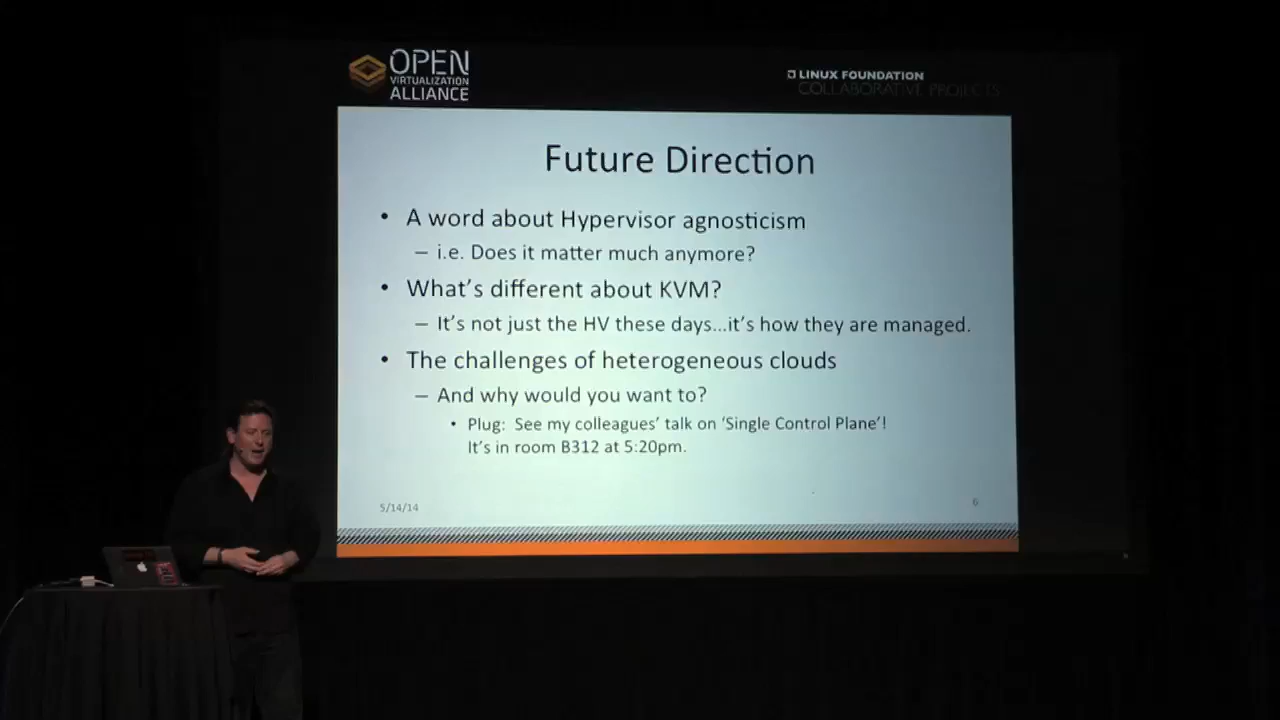 OPEN
VIRTUALIZATION
ALLIANCE
LINUX FOUNDATION
COLLABORATIVE PROJECTS
Future Direction
• A word about Hypervisor agnosticism
– i.e. Does it matter much anymore?
• What's different about KVM?
– It's not just the HV these days...it's how they are managed.
• The challenges of heterogeneous clouds
– And why would you want to?
• Plug: See my colleagues' talk on 'Single Control Plane'!
It's in room B312 at 5:20pm.
5/14/14
6